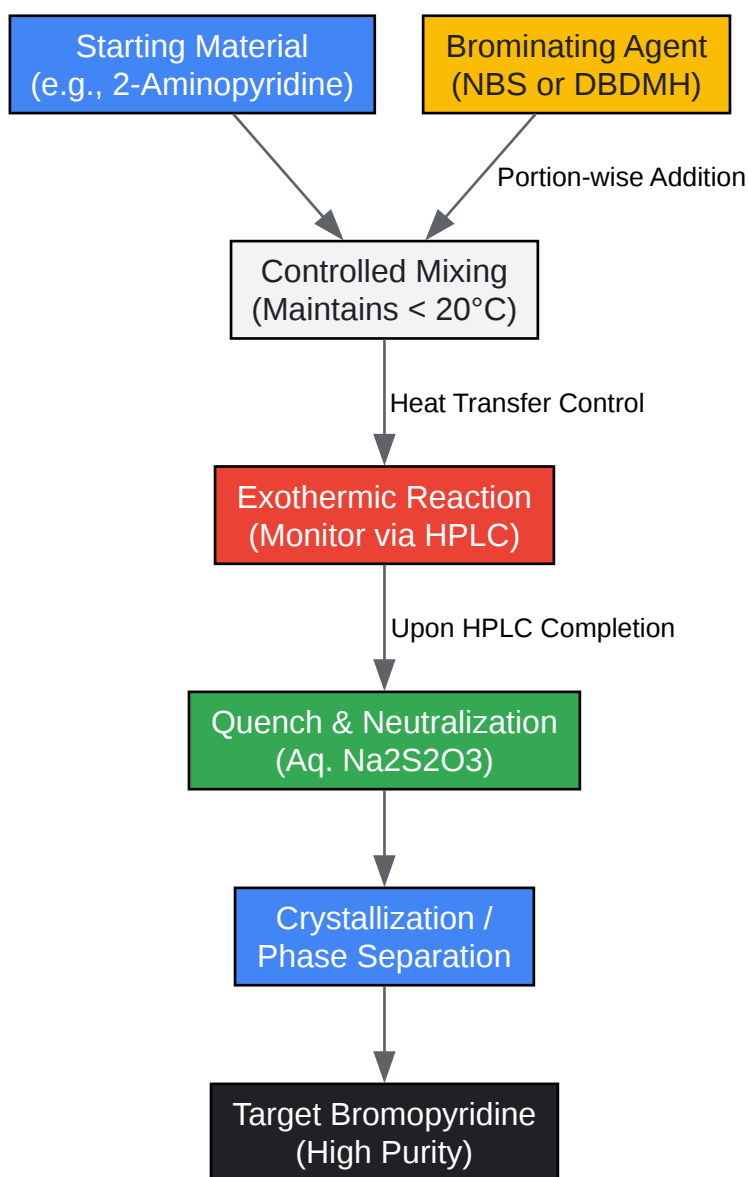 Starting Material
(e.g., 2-Aminopyridine)
Brominating Agent
(NBS or DBDMH)
Portion-wise Addition
Controlled Mixing
(Maintains < 20°C)
Heat Transfer Control
Exothermic Reaction
(Monitor via HPLC)
Upon HPLC Completion
Quench & Neutralization
(Aq. Na2S2O3)
Crystallization /
Phase Separation
Target Bromopyridine
(High Purity)